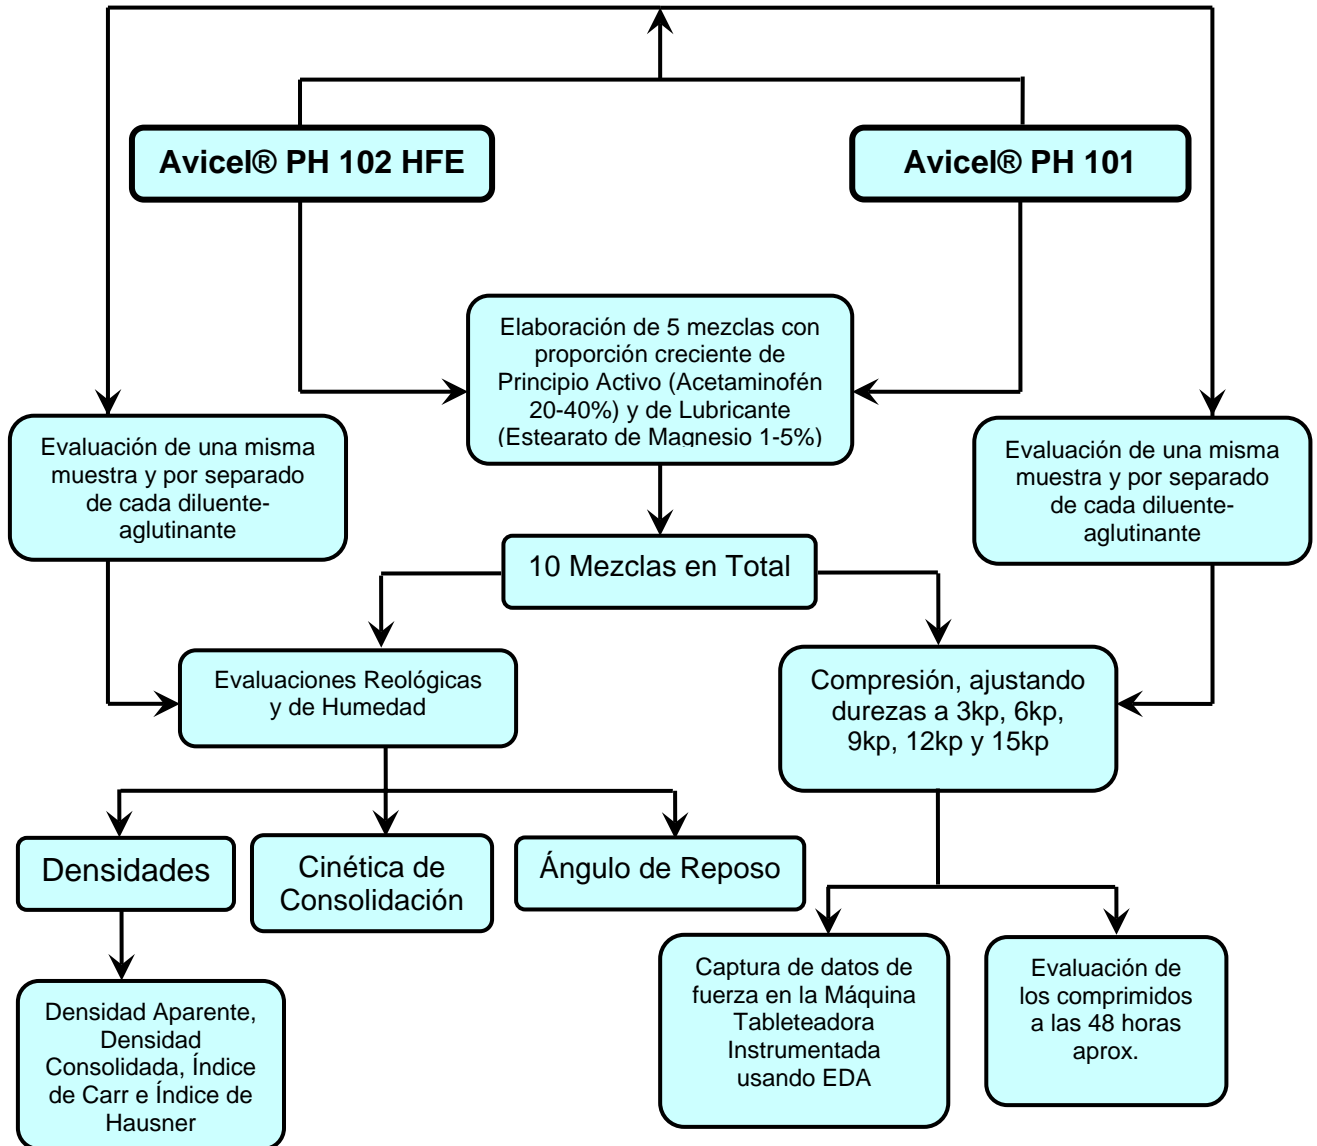 Avicel® PH 102 HFE
Avicel® PH 101
Elaboración de 5 mezclas con
proporción creciente de
Principio Activo (Acetaminofén
20-40%) y de Lubricante
(Estearato de Magnesio 1-5%)
Evaluación de una misma
muestra y por separado
de cada diluente-
aglutinante
Evaluación de una misma
muestra y por separado
de cada diluente-
aglutinante
10 Mezclas en Total
Evaluaciones Reológicas
y de Humedad
Compresión, ajustando
durezas a 3kp, 6kp,
9kp, 12kp y 15kp
Densidades
Cinética de
Consolidación
Ángulo de Reposo
Densidad Aparente,
Densidad
Consolidada, Índice
de Carr e Índice de
Hausner
Captura de datos de
fuerza en la Máquina
Tableteadora
Instrumentada
usando EDA
Evaluación de
los comprimidos
a las 48 horas
aprox.